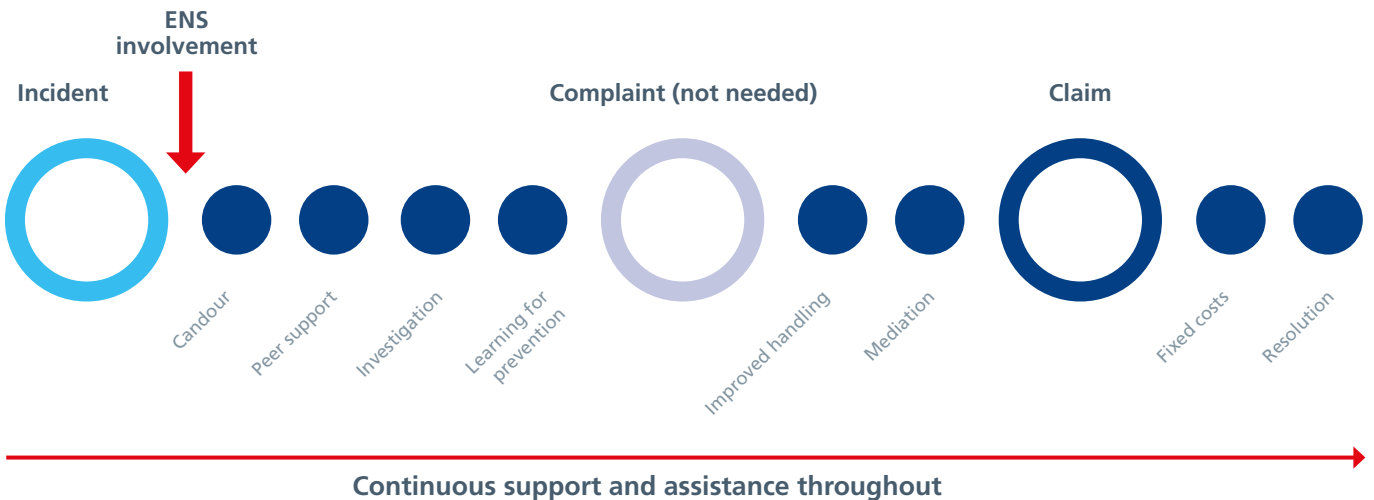 ENS
involvement
Incident
Complaint (not needed)
Claim
Candour
Peer support
Investigation
Learning for
prevention
Improved handling
Mediation
Fixed costs
Resolution
Continuous support and assistance throughout